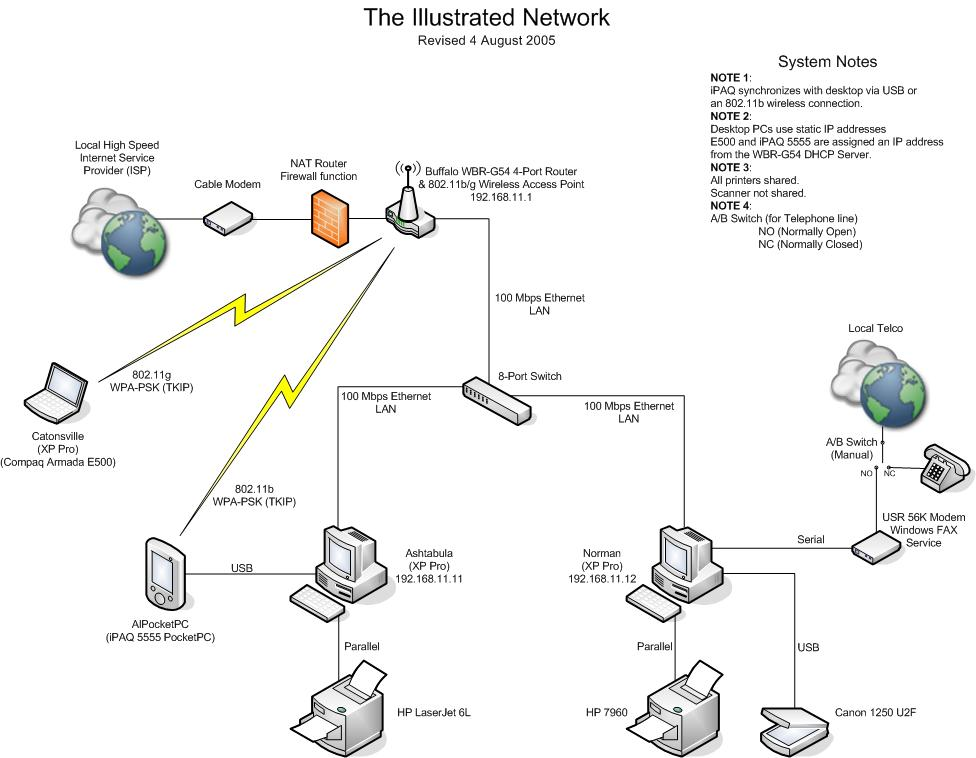 The Illustrated Network
Revised 4 August 2005
System Notes
NOTE 1:
iPAQ synchronizes with desktop via USB or
an 802.11b wireless connection.
NOTE 2:
Desktop PCs use static IP addresses
E500 and iPAQ 5555 are assigned an IP address
from the WBR-G54 DHCP Server.
NOTE 3:
All printers shared.
Scanner not shared.
NOTE 4:
A/B Switch (for Telephone line)
NO (Normally Open)
NC (Normally Closed)
Local High Speed
Internet Service
Provider (ISP)
Cable Modem
NAT Router
Firewall function
Buffalo WBR-G54 4-Port Router
& 802.11b/g Wireless Access Point
192.168.11.1
100 Mbps Ethernet
LAN
8-Port Switch
100 Mbps Ethernet
LAN
100 Mbps Ethernet
LAN
802.11g
WPA-PSK (TKIP)
Catonsville
(XP Pro)
(Compaq Armada E500)
802.11b
WPA-PSK (TKIP)
Local Telco
A/B Switch
(Manual)
NO
NC
USR 56K Modem
Windows FAX
Service
Serial
USB
AlPocketPC
(iPAQ 5555 PocketPC)
Ashtabula
(XP Pro)
192.168.11.11
Norman
(XP Pro)
192.168.11.12
Parallel
Parallel
USB
HP LaserJet 6L
HP 7960
Canon 1250 U2F